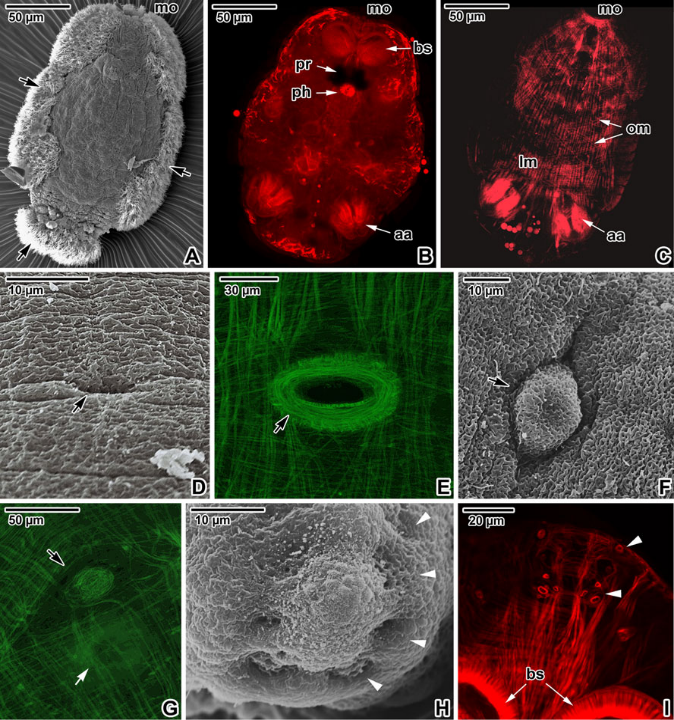 50 µm
mo
A
50 µm
mo
bs
pr
ph
aa
B
50 µm
mo
om
lm
aa
C
10 µm
D
30 µm
E
10 µm
F
50 µm
G
10 µm
H
20 µm
bs
I